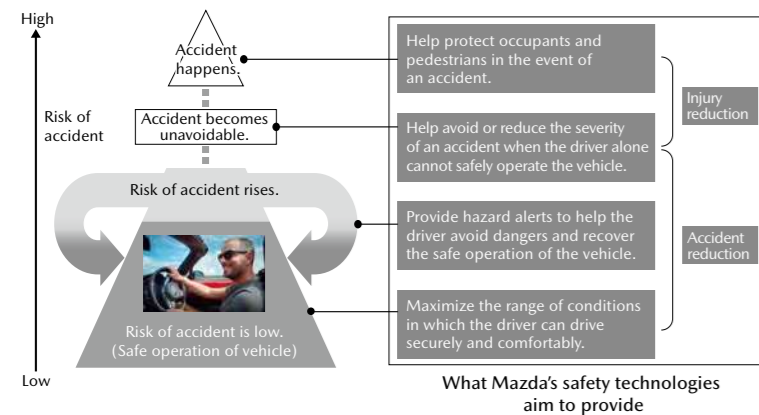 High
Risk of
accident
Low
Accident
happens.
Accident becomes
unavoidable.
Risk of accident rises.
Risk of accident is low.
(Safe operation of vehicle)
Help protect occupants and
pedestrians in the event of
an accident.
Help avoid or reduce the severity
of an accident when the driver alone
cannot safely operate the vehicle.
Provide hazard alerts to help the
driver avoid dangers and recover
the safe operation of the vehicle.
Maximize the range of conditions
in which the driver can drive
securely and comfortably.
Injury
reduction
Accident
reduction
What Mazda’s safety technologies
aim to provide